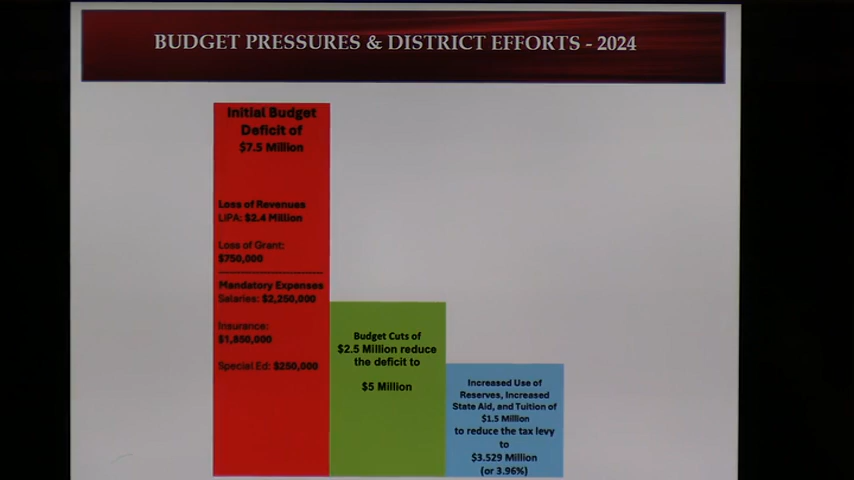 BUDGET PRESSURES & DISTRICT EFFORTS - 2024
Initial Budget
Deficit of
$7.5 Million
Loss of Revenues
LIPA: $2.4 Million
Loss of Grant:
$750,000
Mandatory Expenses
Salaries: $2,250,000
Insurance:
$1,850,000
Special Ed: $250,000
Budget Cuts of
$2.5 Million reduce
the deficit to
$5 Million
Increased Use of
Reserves, Increased
State Aid, and Tuition of
$1.5 Million
to reduce the tax levy
to
$3.529 Million
(or 3.96%)